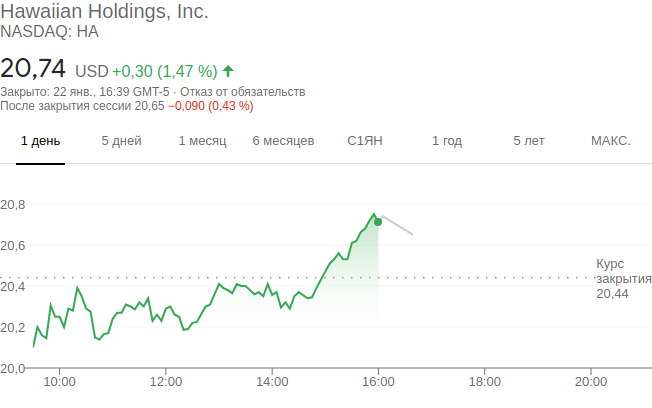 Hawaiian Holdings, Inc.
NASDAQ: HA
20,74 USD +0,30 (1,47 %)
Закрыто: 22 янв., 16:39 GMT-5 · Отказ от обязательств
После закрытия сессии 20,65 −0,090 (0,43 %)
1 день 5 дней 1 месяц 6 месяцев С1ЯН 1 год 5 лет МАКС.
20,8
20,6
Курс
закрытия
20,44
20,4
20,2
20,0
10:00 12:00 14:00 16:00 18:00 20:00